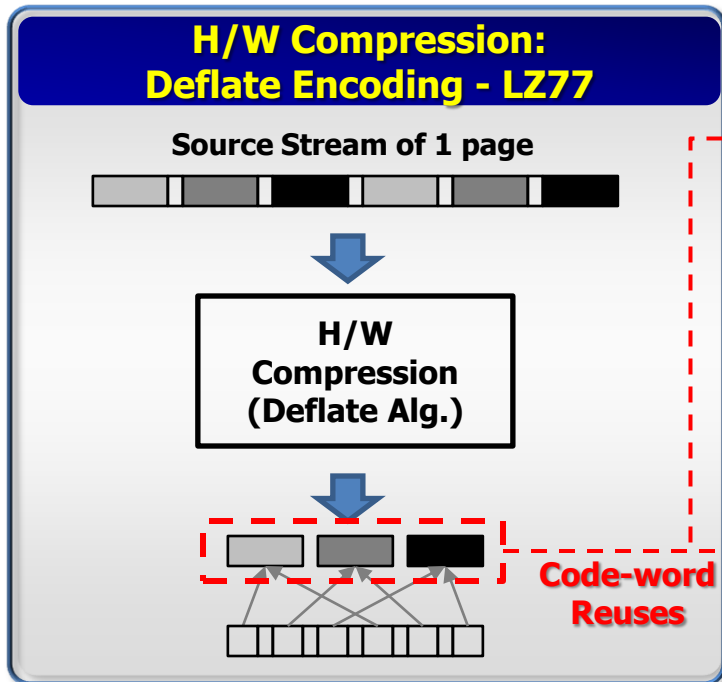 H/W Compression:
Deflate Encoding - LZ77
Source Stream of 1 page
H/W
Compression
(Deflate Alg.)
Code-word
Reuses